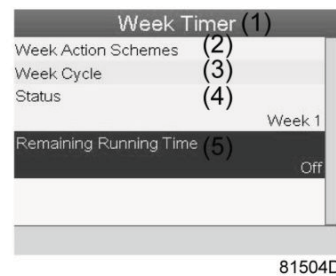 Week Timer (1)
Week Action Schemes (2)
Week Cycle (3)
Status (4)
Week 1
Remaining Running Time (5)
Off
81504D